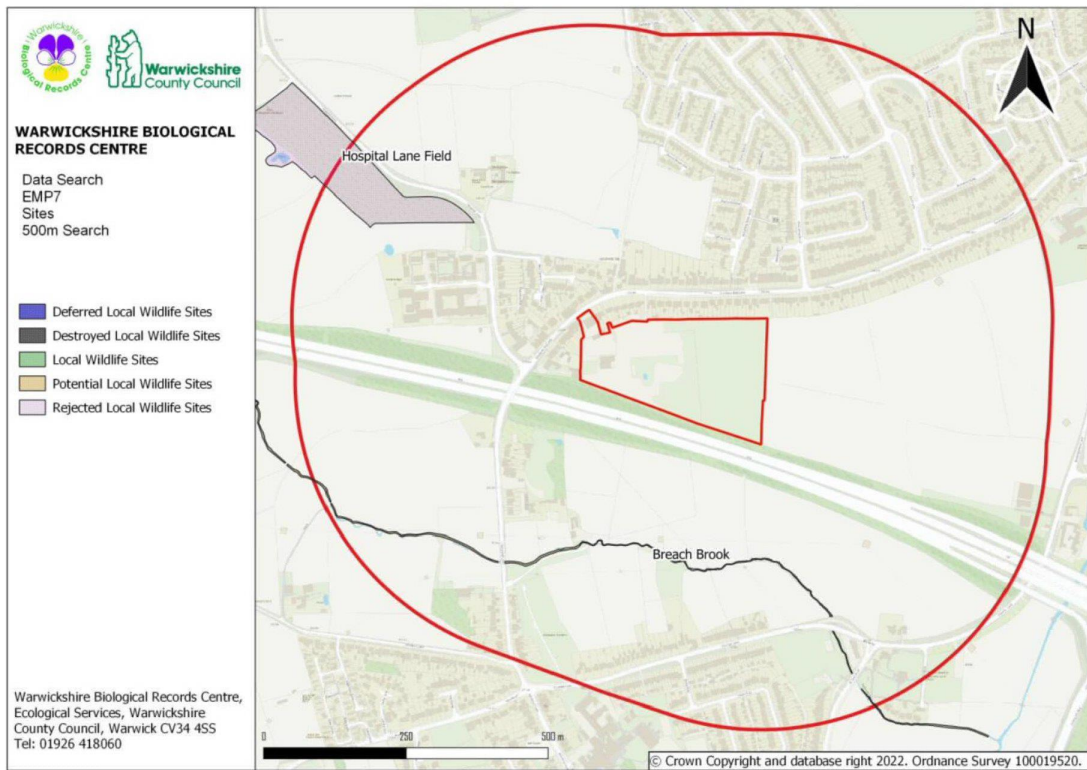 Warwickshire
Biological Records Centre
Warwickshire
County Council
WARWICKSHIRE BIOLOGICAL
RECORDS CENTRE
Data Search
EMP7
Sites
500m Search
Deferred Local Wildlife Sites
Destroyed Local Wildlife Sites
Local Wildlife Sites
Potential Local Wildlife Sites
Rejected Local Wildlife Sites
Warwickshire Biological Records Centre,
Ecological Services, Warwickshire
County Council, Warwick CV34 4SS
Tel: 01926 418060
N
Hospital Lane Field
Breach Brook
0 250 500 m
© Crown Copyright and database right 2022. Ordnance Survey 100019520.